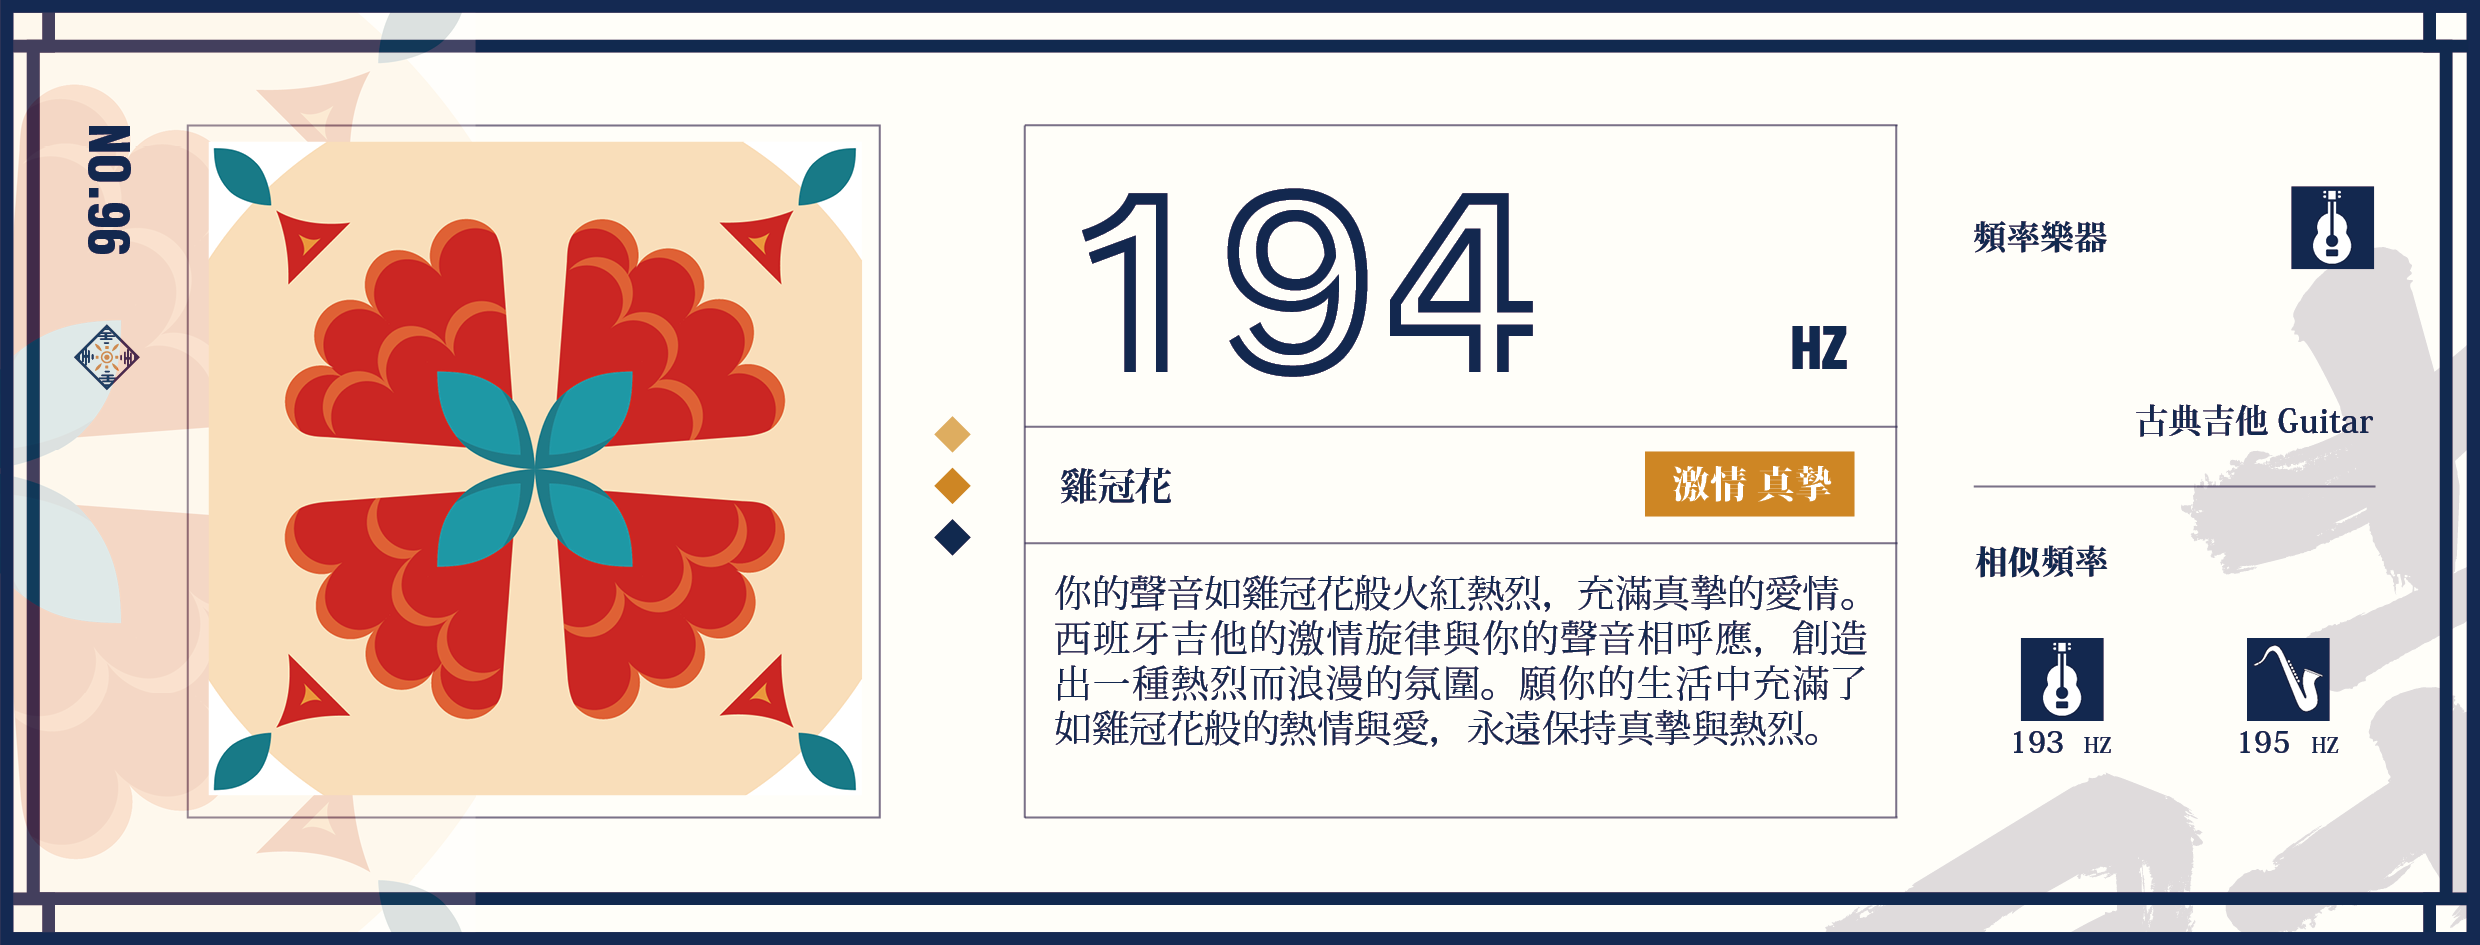 NO.96
194
HZ
雞冠花
激情 真摯
你的聲音如雞冠花般火紅熱烈，充滿真摯的愛情。
西班牙吉他的激情旋律與你的聲音相呼應，創造
出一種熱烈而浪漫的氛圍。願你的生活中充滿了
如雞冠花般的熱情與愛，永遠保持真摯與熱烈。
頻率樂器
古典吉他 Guitar
相似頻率
193 HZ
195 HZ